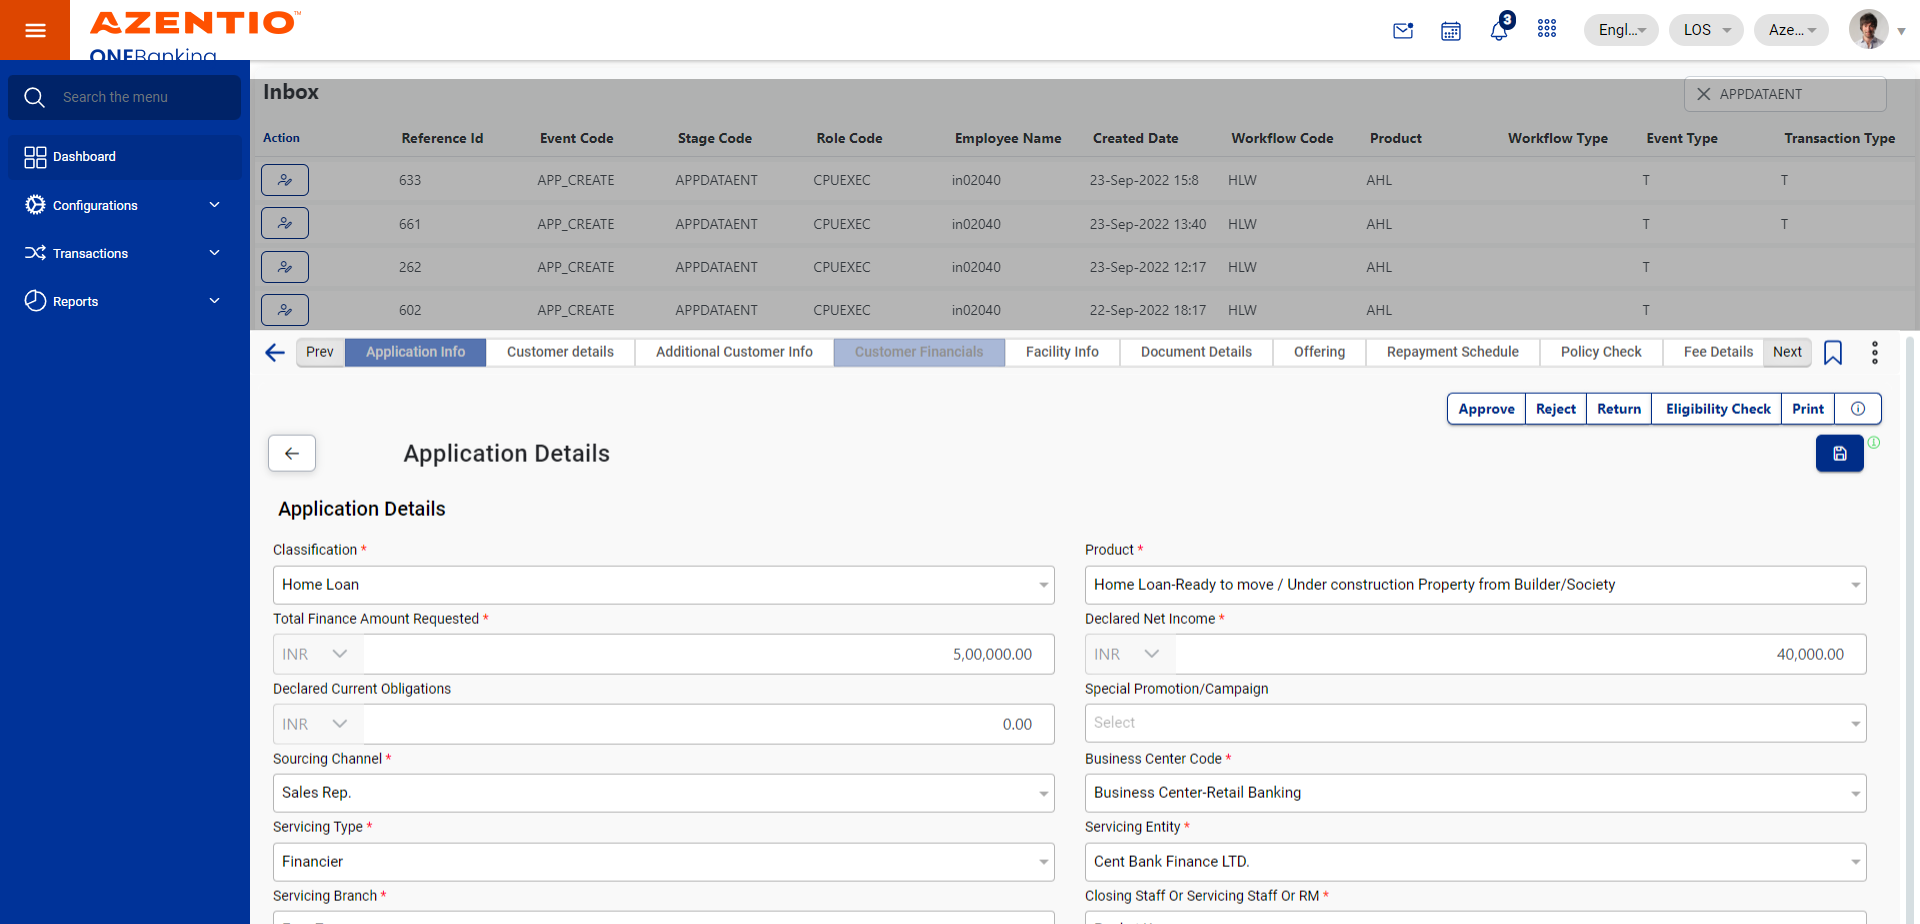 AZENTIO™
ONEBanking
3
Engl...
LOS
Aze...
Search the menu
Dashboard
Configurations
Transactions
Reports
Inbox
APPDATAENT
Action Reference Id Event Code Stage Code Role Code Employee Name Created Date Workflow Code Product Workflow Type Event Type Transaction Type
633 APP_CREATE APPDATAENT CPUEXEC in02040 23-Sep-2022 15:8 HLW AHL T T
661 APP_CREATE APPDATAENT CPUEXEC in02040 23-Sep-2022 13:40 HLW AHL T T
262 APP_CREATE APPDATAENT CPUEXEC in02040 23-Sep-2022 12:17 HLW AHL T
602 APP_CREATE APPDATAENT CPUEXEC in02040 22-Sep-2022 18:17 HLW AHL T
Prev Application Info Customer details Additional Customer Info Customer Financials Facility Info Document Details Offering Repayment Schedule Policy Check Fee Details Next
Approve Reject Return Eligibility Check Print
Application Details
Application Details
Classification * Product *
Home Loan Home Loan-Ready to move / Under construction Property from Builder/Society
Total Finance Amount Requested * Declared Net Income *
INR 5,00,000.00 INR 40,000.00
Declared Current Obligations Special Promotion/Campaign
INR 0.00 Select
Sourcing Channel * Business Center Code *
Sales Rep. Business Center-Retail Banking
Servicing Type * Servicing Entity *
Financier Cent Bank Finance LTD.
Servicing Branch * Closing Staff Or Servicing Staff Or RM *